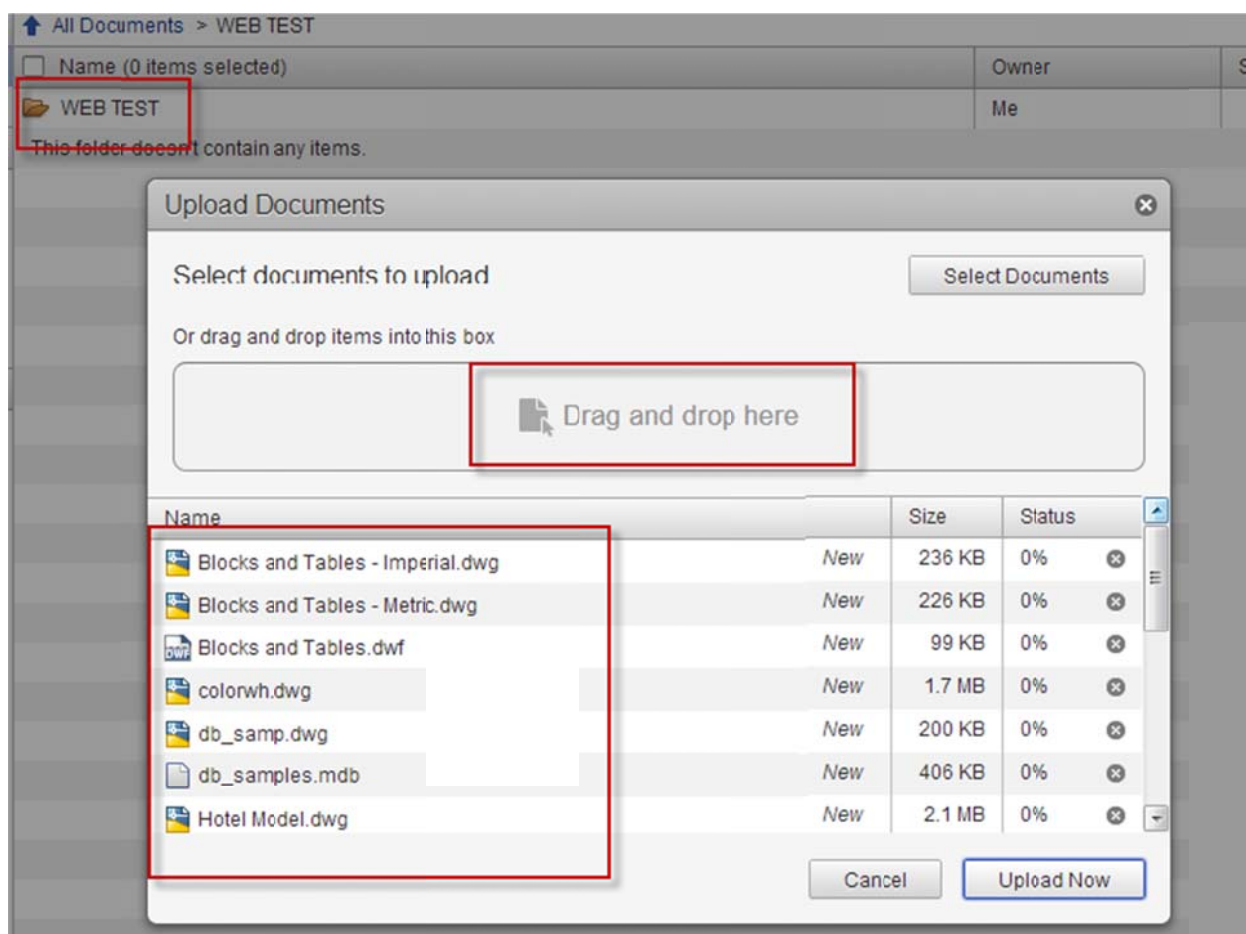 All Documents > WEB TEST
Name (0 items selected) Owner S
WEB TEST Me
This folder doesn't contain any items.
Upload Documents
Select documents to upload Select Documents
Or drag and drop items into this box
Drag and drop here
Name Size Status
Blocks and Tables - Imperial.dwg New 236 KB 0%
Blocks and Tables - Metric.dwg New 226 KB 0%
DWF Blocks and Tables.dwf New 99 KB 0%
colorwh.dwg New 1.7 MB 0%
db_samp.dwg New 200 KB 0%
db_samples.mdb New 406 KB 0%
Hotel Model.dwg New 2.1 MB 0%
Cancel Upload Now